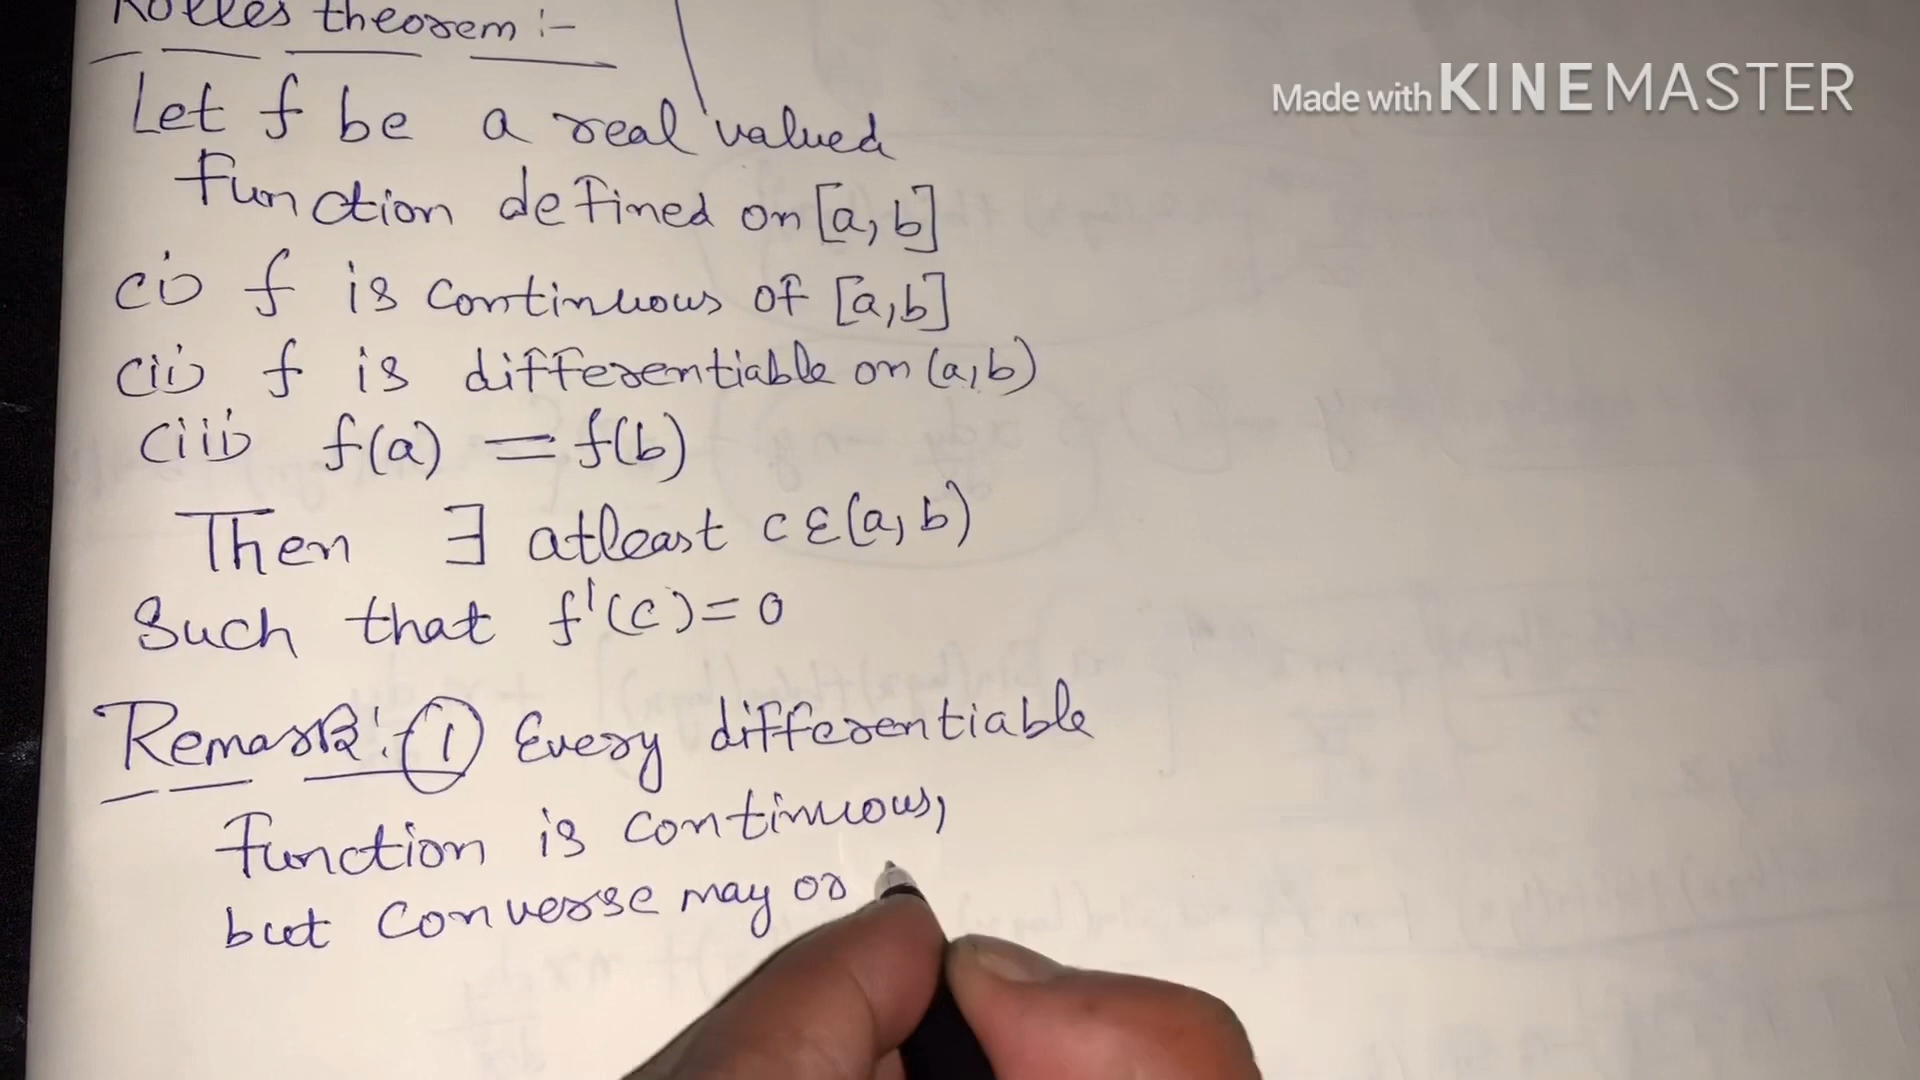 Rolles theorem :-
Made with KINEMASTER
Let f be a real valued
function defined on [a, b]
(i) f is continuous of [a, b]
(ii) f is differentiable on (a, b)
(iii) f(a) = f(b)
Then ∃ atleast c ε (a, b)
Such that f'(c) = 0
Remark :- ① Every differentiable
function is continuous,
but converse may or